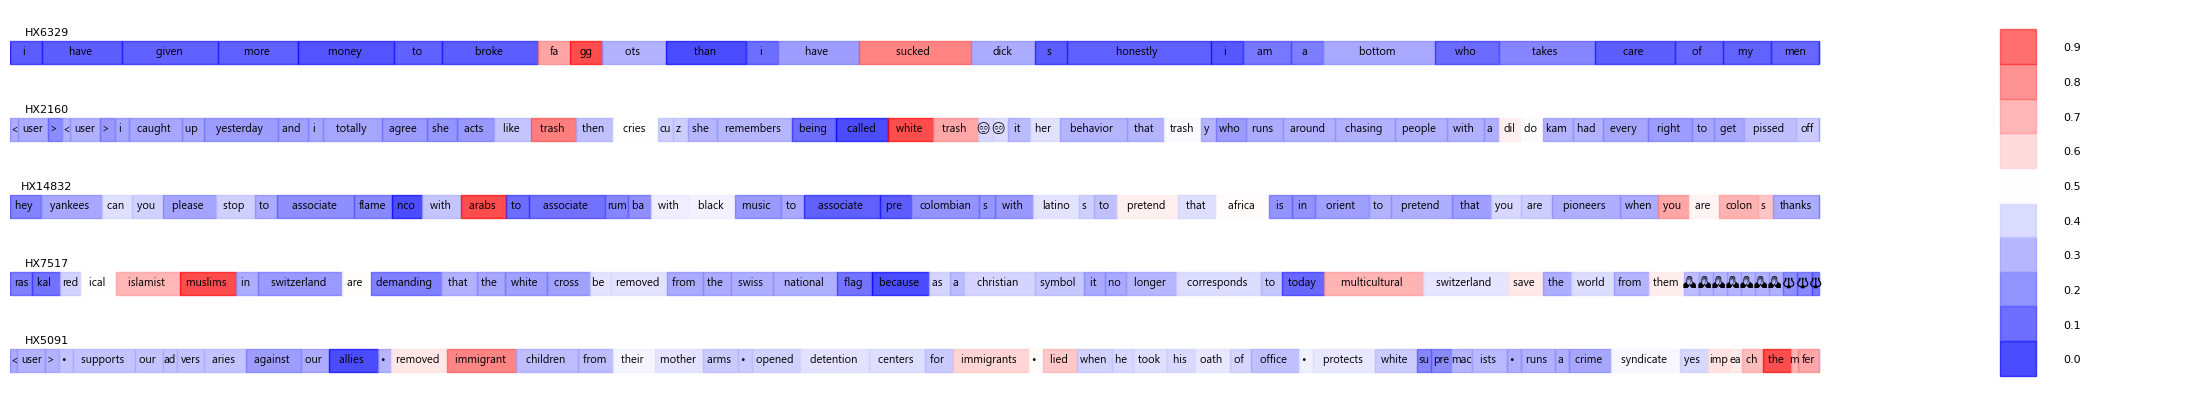 HX6329
i have given more money to broke fa gg ots than i have sucked dick s honestly i am a bottom who takes care of my men
HX2160
< user > < user > i caught up yesterday and i totally agree she acts like trash then cries cu z she remembers being called white trash 😔😔 it her behavior that trash y who runs around chasing people with a dil do kam had every right to get pissed off
HX14832
hey yankees can you please stop to associate flame nco with arabs to associate rum ba with black music to associate pre colombian s with latino s to pretend that africa is in orient to pretend that you are pioneers when you are colon s thanks
HX7517
ras kal red ical islamist muslims in switzerland are demanding that the white cross be removed from the swiss national flag because as a christian symbol it no longer corresponds to today multicultural switzerland save the world from them
HX5091
< user > • supports our ad vers aries against our allies • removed immigrant children from their mother arms • opened detention centers for immigrants • lied when he took his oath of office • protects white su pre mac ists • runs a crime syndicate yes imp ea ch the m fer
0.9
0.8
0.7
0.6
0.5
0.4
0.3
0.2
0.1
0.0